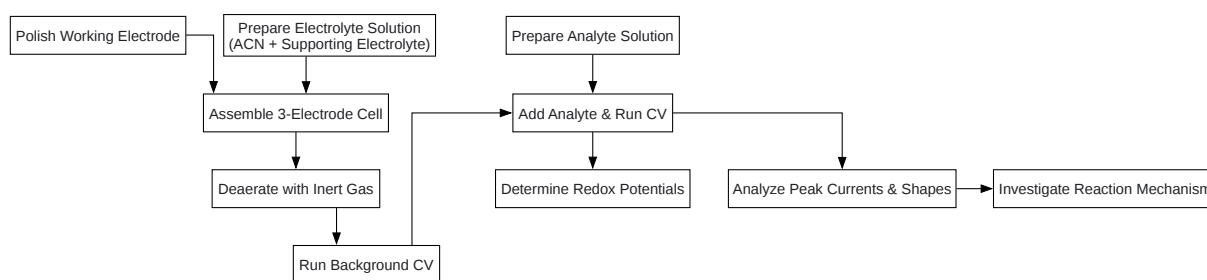 Polish Working Electrode
Prepare Electrolyte Solution
(ACN + Supporting Electrolyte)
Prepare Analyte Solution
Assemble 3-Electrode Cell
Add Analyte & Run CV
Deaerate with Inert Gas
Determine Redox Potentials
Analyze Peak Currents & Shapes
Investigate Reaction Mechanism
Run Background CV